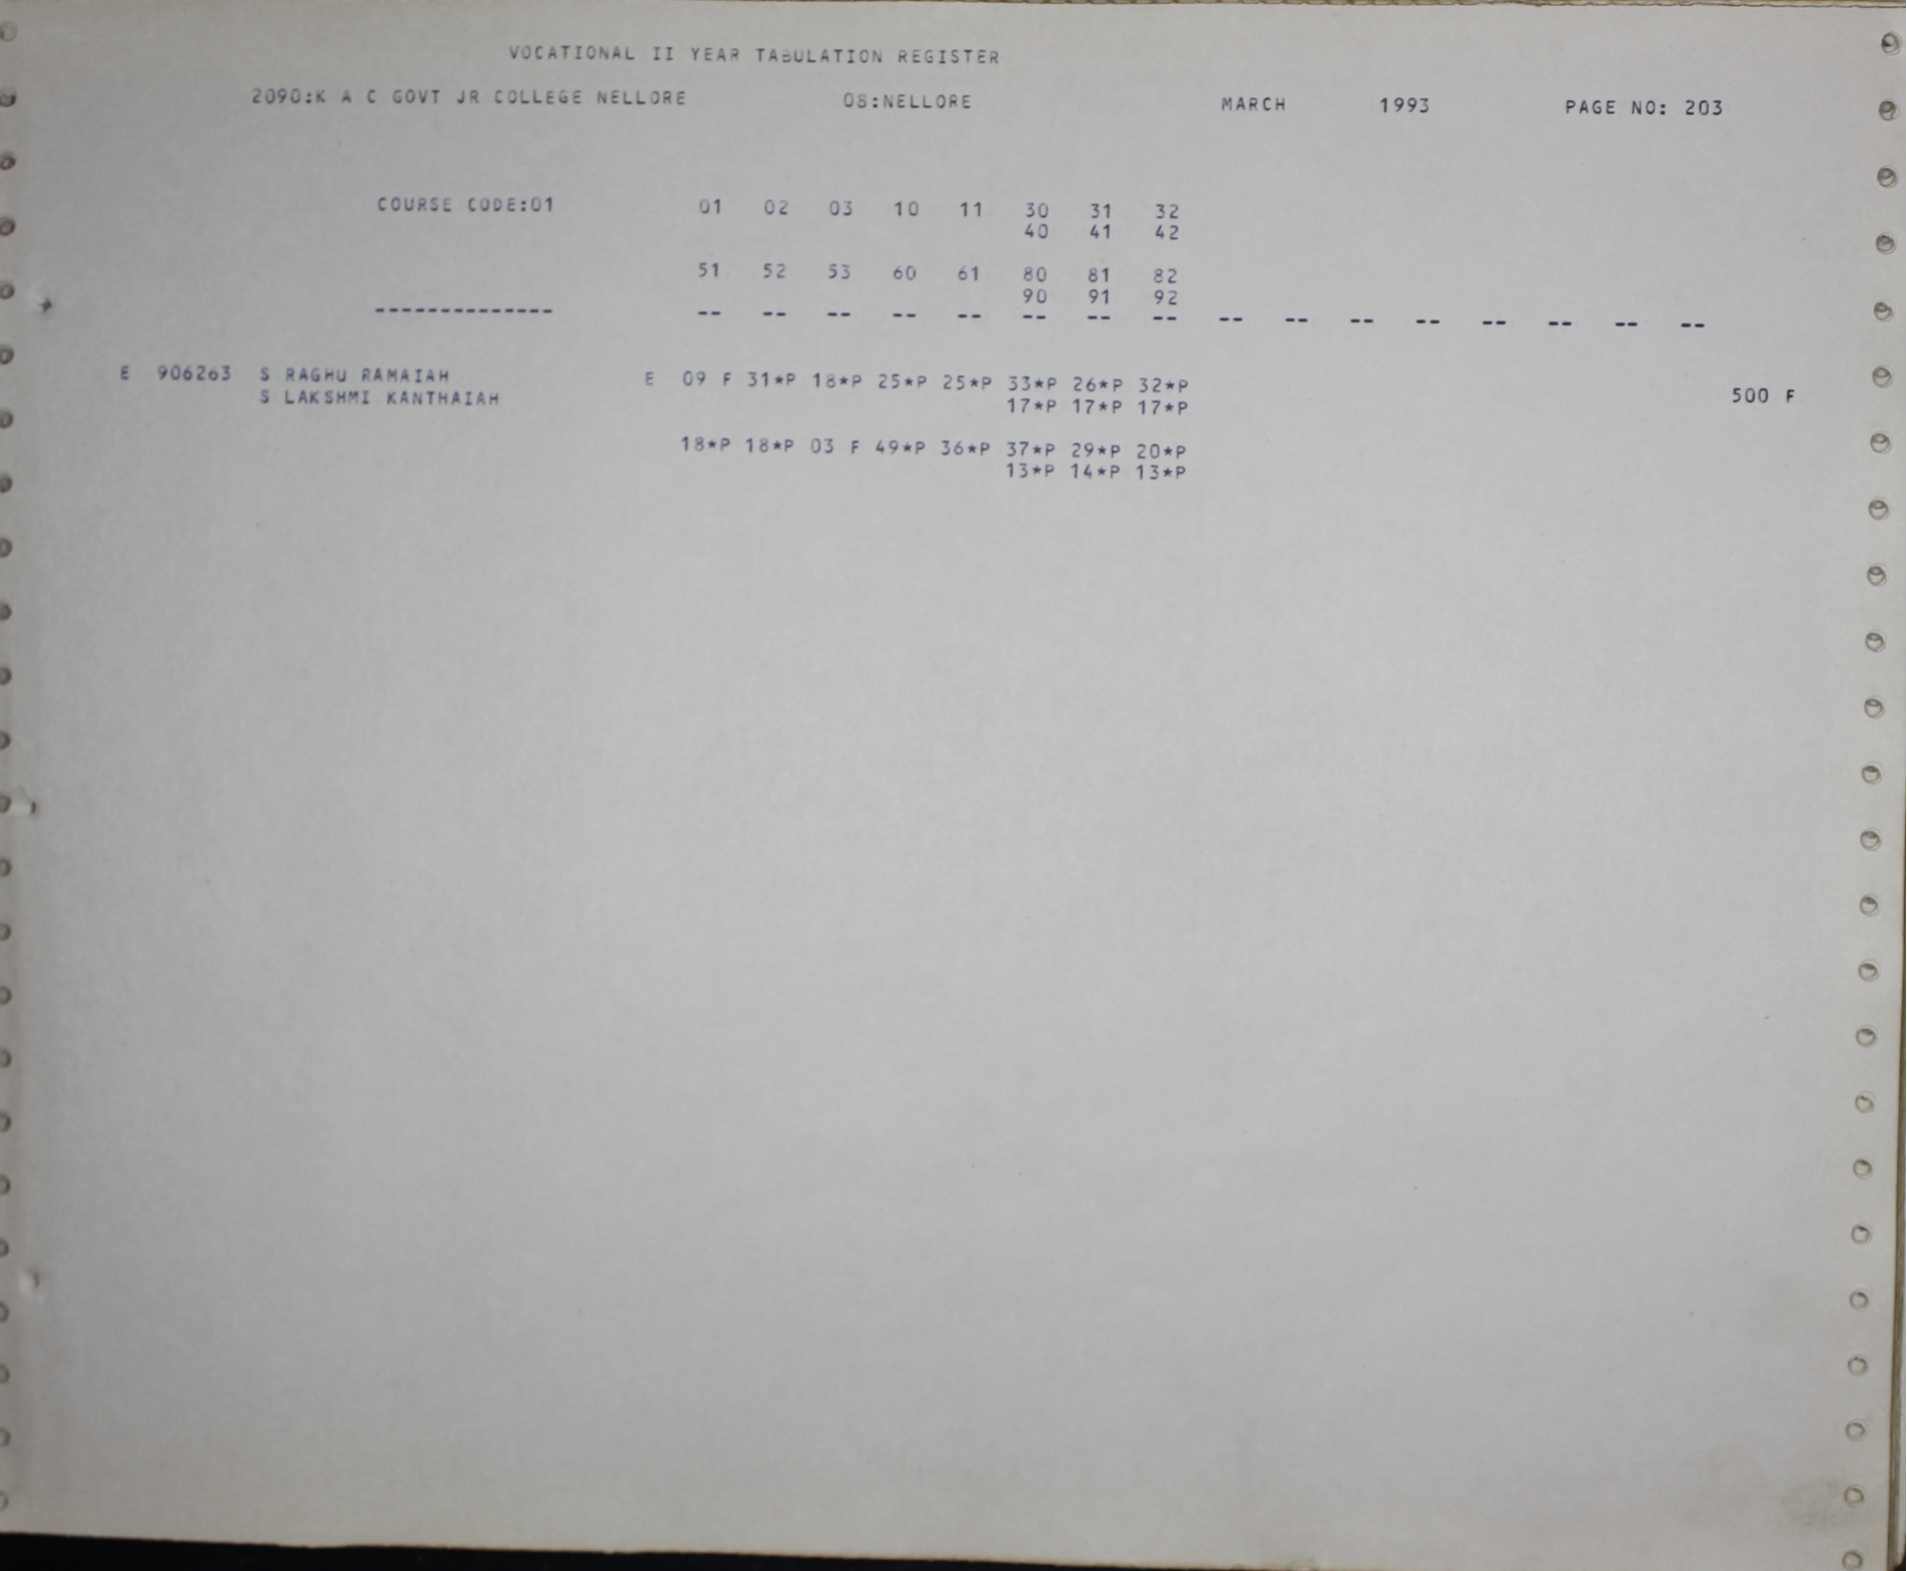 VOCATIONAL II YEAR TABULATION REGISTER
2090:K A C GOVT JR COLLEGE NELLORE 08:NELLORE MARCH 1993 PAGE NO: 203
COURSE CODE:01 01 02 03 10 11 30 31 32
40 41 42
51 52 53 60 61 80 81 82
90 91 92
-------------- -- -- -- -- -- -- -- -- -- -- -- -- -- -- -- --
E 906263 S RAGHU RAMAIAH E 09 F 31*P 18*P 25*P 25*P 33*P 26*P 32*P
S LAKSHMI KANTHAIAH 17*P 17*P 17*P 500 F
18*P 18*P 03 F 49*P 36*P 37*P 29*P 20*P
13*P 14*P 13*P